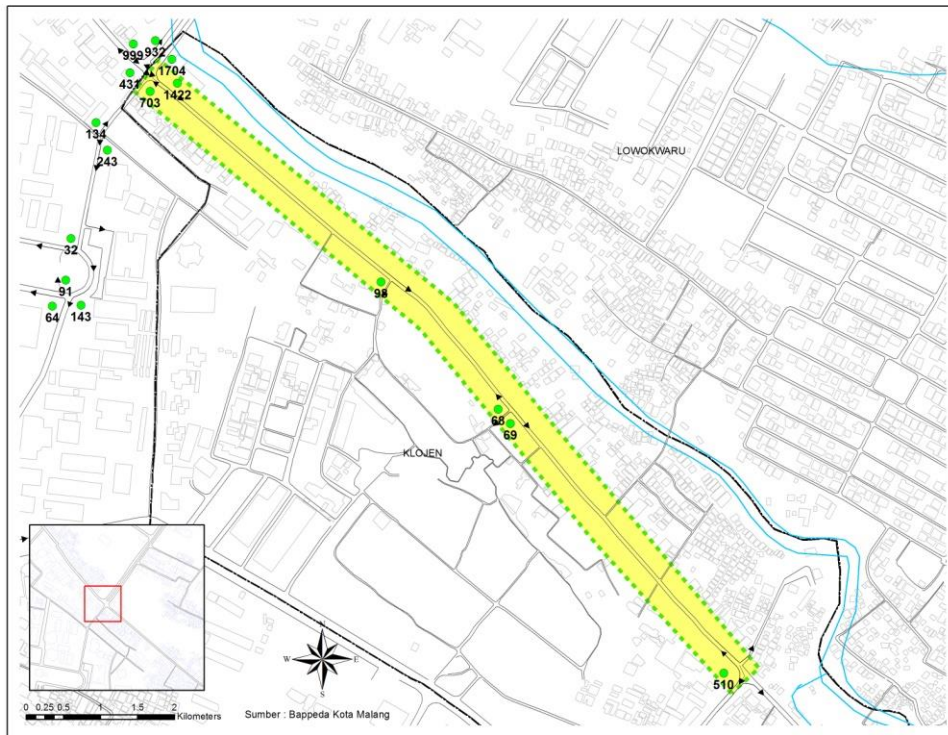 999 932
1704
431
1422
703
134
243
LOWOKWARU
32
91
98
64 143
68
69
KLOJEN
510
N
W E
S
0 0.25 0.5 1 1.5 2
Kilometers
Sumber : Bappeda Kota Malang